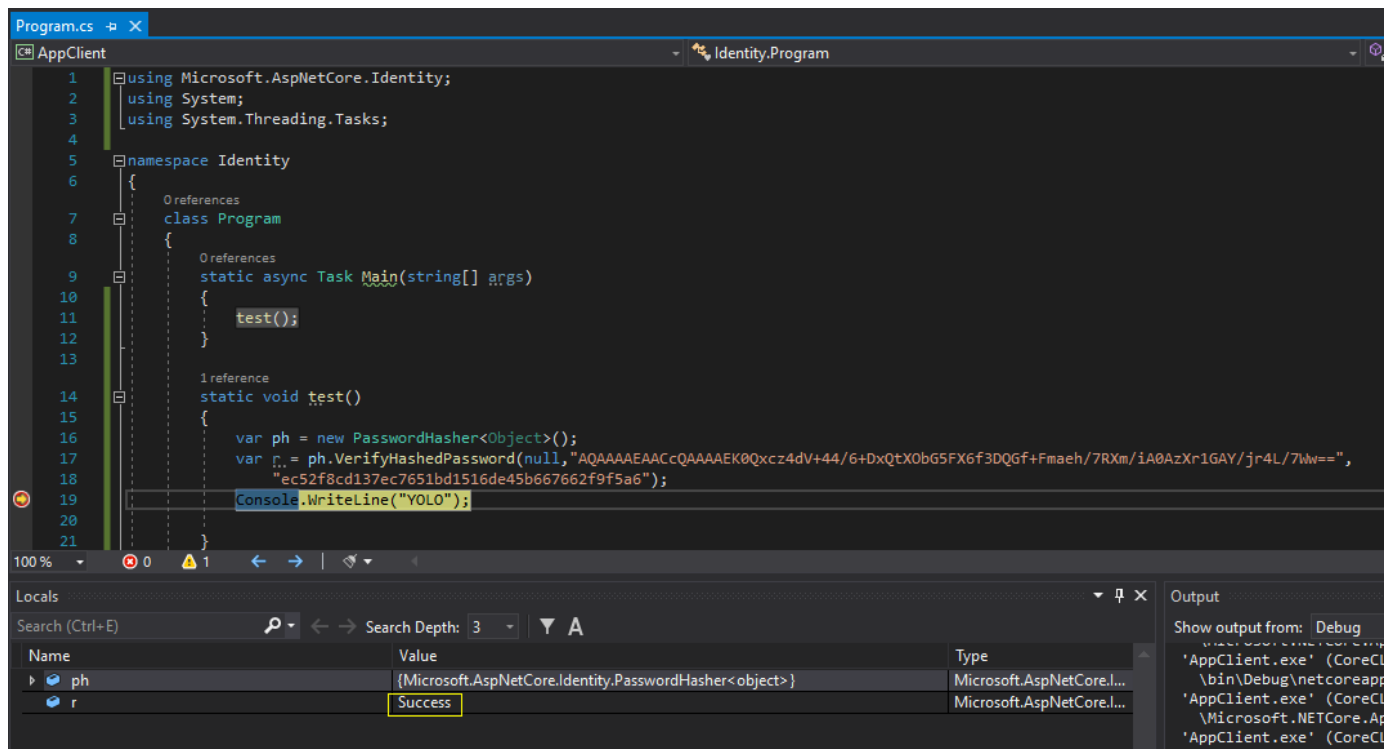 Program.cs
AppClient
Identity.Program
1 using Microsoft.AspNetCore.Identity;
2 using System;
3 using System.Threading.Tasks;
4
5 namespace Identity
6 {
0 references
7 class Program
8 {
0 references
9 static async Task Main(string[] args)
10 {
11 test();
12 }
13
1 reference
14 static void test()
15 {
16 var ph = new PasswordHasher<Object>();
17 var r = ph.VerifyHashedPassword(null,"AQAAAAEAACcQAAAAEK0Qxcz4dV+44/6+DxQtXObG5FX6f3DQGf+Fmaeh/7RXm/iA0AzXr1GAY/jr4L/7Ww==",
18 "ec52f8cd137ec7651bd1516de45b667662f9f5a6");
19 Console.WriteLine("YOLO");
20
21 }
100 % 0 1
Locals
Search (Ctrl+E) Search Depth: 3 A
Name Value Type
ph {Microsoft.AspNetCore.Identity.PasswordHasher<object>} Microsoft.AspNetCore.I...
r Success Microsoft.AspNetCore.I...
Output
Show output from: Debug
'AppClient.exe' (CoreCL
\bin\Debug\netcoreapp
'AppClient.exe' (CoreCL
\Microsoft.NETCore.Ap
'AppClient.exe' (CoreCL